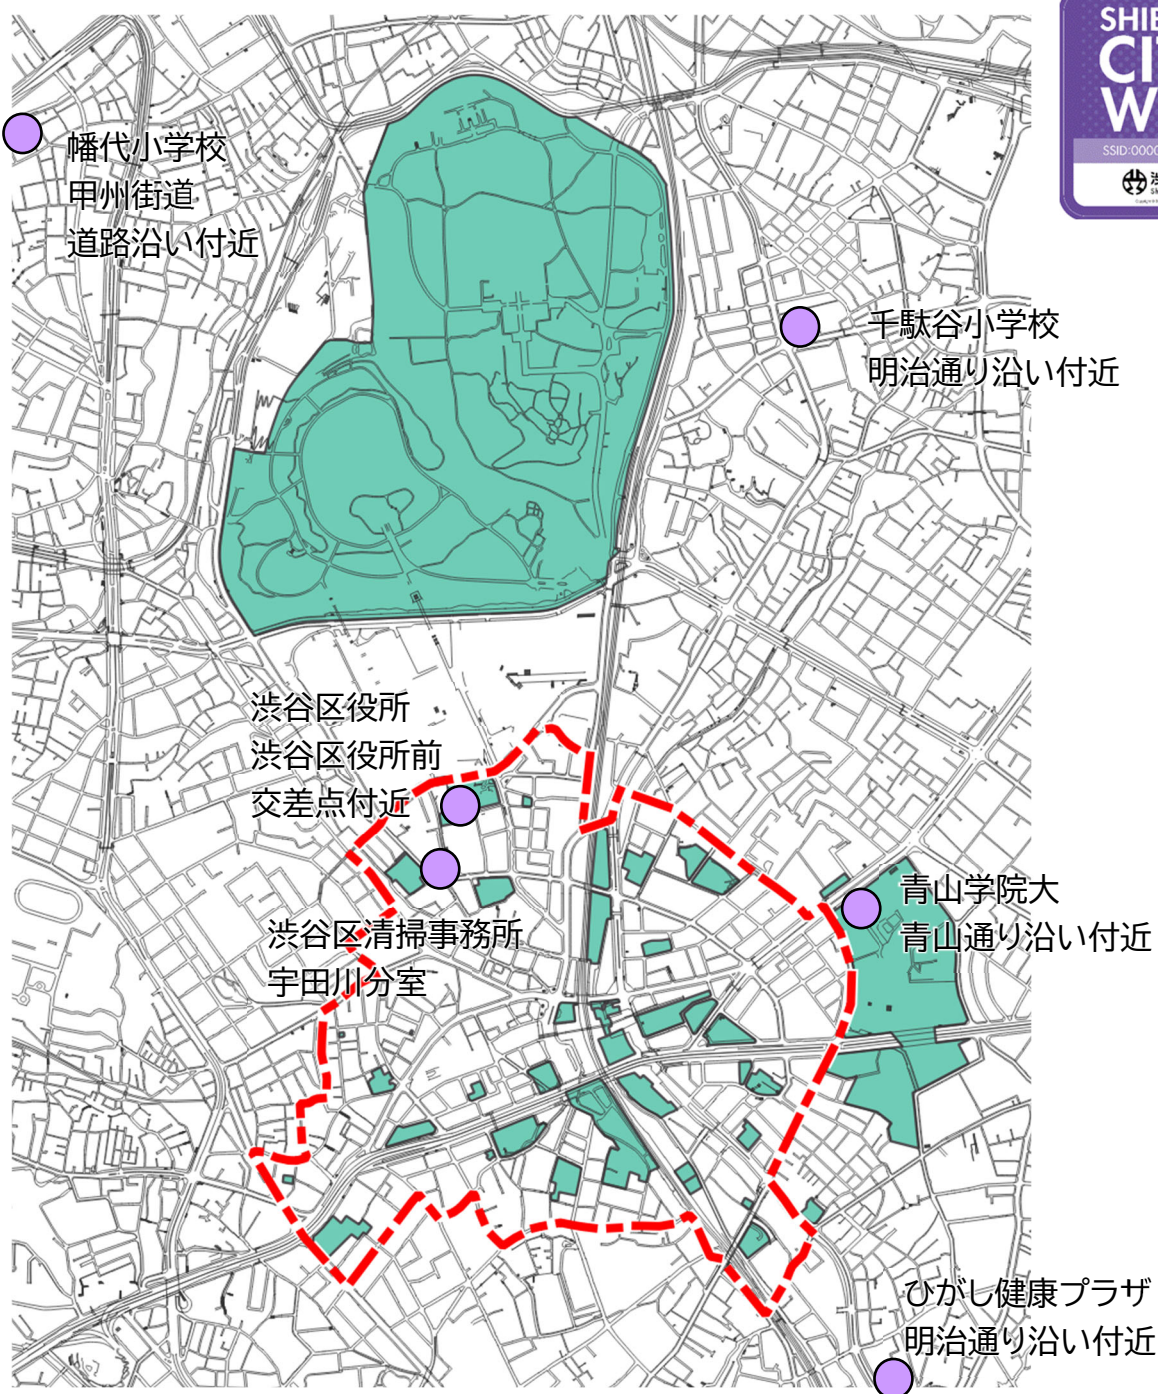 幡代小学校
甲州街道
道路沿い付近
千駄谷小学校
明治通り沿い付近
渋谷区役所
渋谷区役所前
交差点付近
渋谷区清掃事務所
宇田川分室
青山学院大
青山通り沿い付近
ひがし健康プラザ
明治通り沿い付近